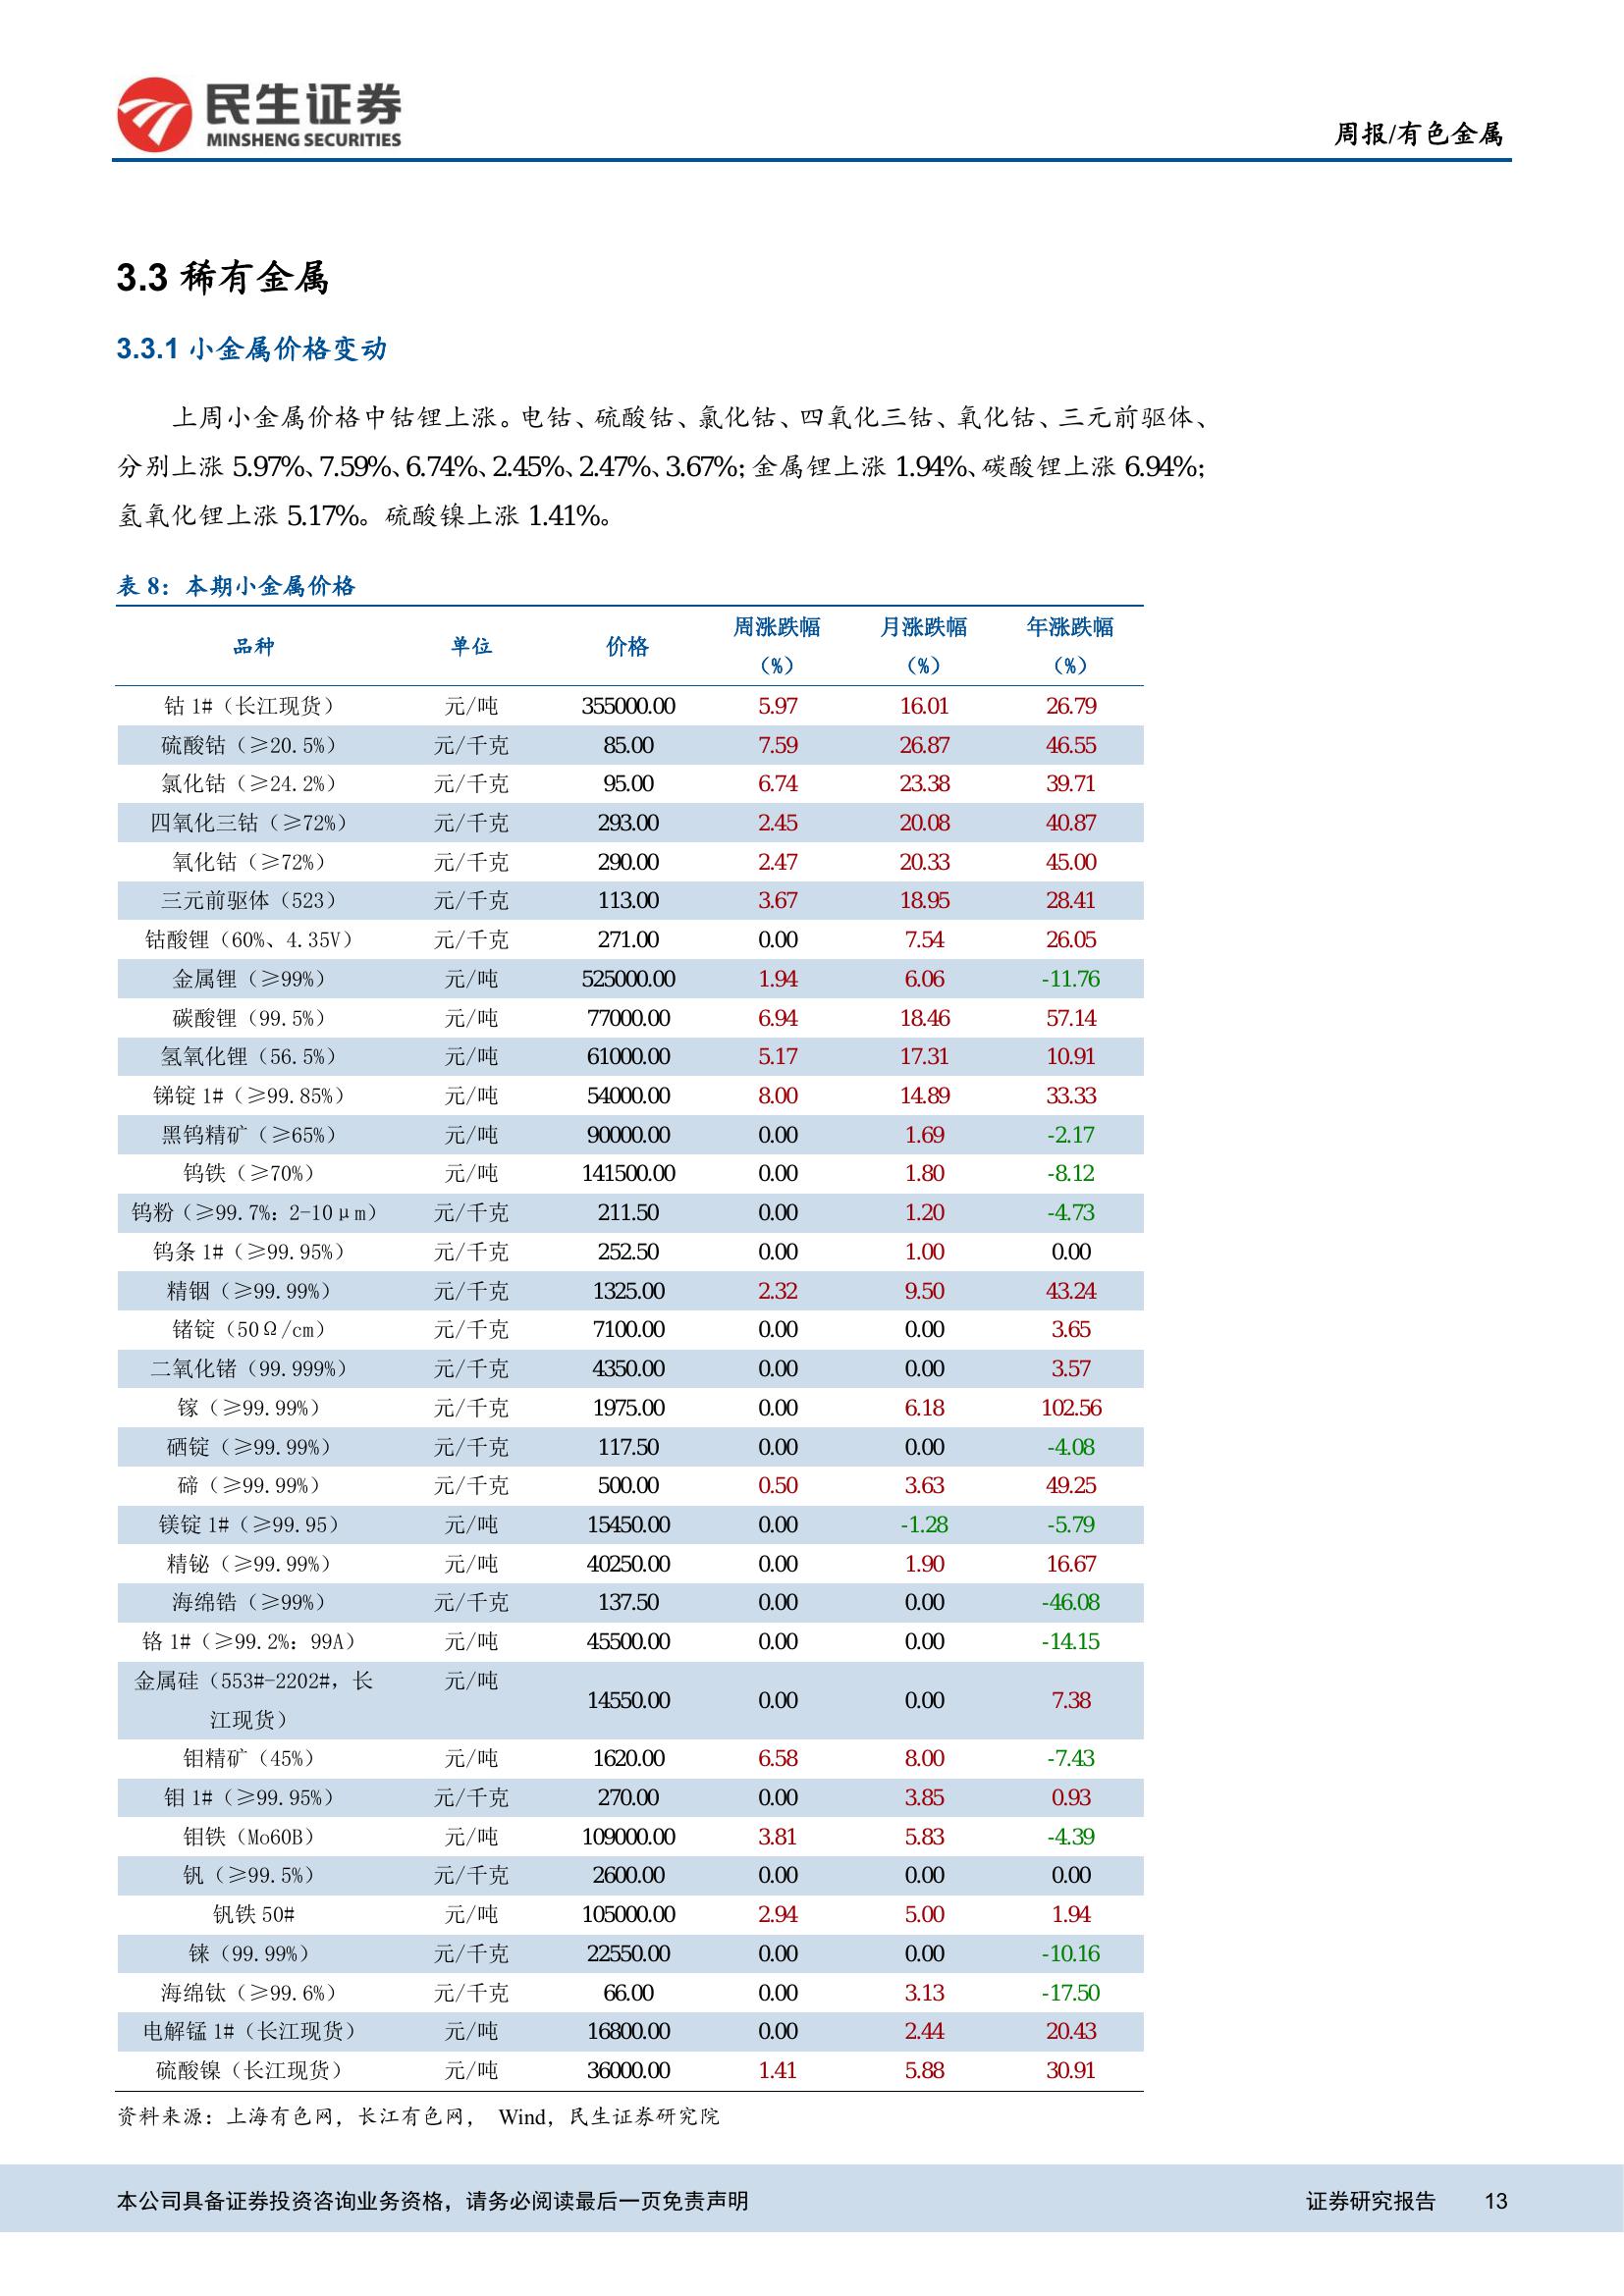 民生证券
MINSHENG SECURITIES
周报/有色金属
3.3 稀有金属
3.3.1 小金属价格变动
上周小金属价格中钴锂上涨。电钴、硫酸钴、氯化钴、四氧化三钴、氧化钴、三元前驱体、
分别上涨 5.97%、7.59%、6.74%、2.45%、2.47%、3.67%；金属锂上涨 1.94%、碳酸锂上涨 6.94%；
氢氧化锂上涨 5.17%。硫酸镍上涨 1.41%。
表 8：本期小金属价格
品种 单位 价格 周涨跌幅（%） 月涨跌幅（%） 年涨跌幅（%）
钴 1#（长江现货） 元/吨 355000.00 5.97 16.01 26.79
硫酸钴（≥20.5%） 元/千克 85.00 7.59 26.87 46.55
氯化钴（≥24.2%） 元/千克 95.00 6.74 23.38 39.71
四氧化三钴（≥72%） 元/千克 293.00 2.45 20.08 40.87
氧化钴（≥72%） 元/千克 290.00 2.47 20.33 45.00
三元前驱体（523） 元/千克 113.00 3.67 18.95 28.41
钴酸锂（60%、4.35V） 元/千克 271.00 0.00 7.54 26.05
金属锂（≥99%） 元/吨 525000.00 1.94 6.06 -11.76
碳酸锂（99.5%） 元/吨 77000.00 6.94 18.46 57.14
氢氧化锂（56.5%） 元/吨 61000.00 5.17 17.31 10.91
锑锭 1#（≥99.85%） 元/吨 54000.00 8.00 14.89 33.33
黑钨精矿（≥65%） 元/吨 90000.00 0.00 1.69 -2.17
钨铁（≥70%） 元/吨 141500.00 0.00 1.80 -8.12
钨粉（≥99.7%：2-10μm） 元/千克 211.50 0.00 1.20 -4.73
钨条 1#（≥99.95%） 元/千克 252.50 0.00 1.00 0.00
精铟（≥99.99%） 元/千克 1325.00 2.32 9.50 43.24
锗锭（50Ω/cm） 元/千克 7100.00 0.00 0.00 3.65
二氧化锗（99.999%） 元/千克 4350.00 0.00 0.00 3.57
镓（≥99.99%） 元/千克 1975.00 0.00 6.18 102.56
硒锭（≥99.99%） 元/千克 117.50 0.00 0.00 -4.08
碲（≥99.99%） 元/千克 500.00 0.50 3.63 49.25
镁锭 1#（≥99.95） 元/吨 15450.00 0.00 -1.28 -5.79
精铋（≥99.99%） 元/吨 40250.00 0.00 1.90 16.67
海绵锆（≥99%） 元/千克 137.50 0.00 0.00 -46.08
铬 1#（≥99.2%：99A） 元/吨 45500.00 0.00 0.00 -14.15
金属硅（553#-2202#，长
江现货） 元/吨 14550.00 0.00 0.00 7.38
钼精矿（45%） 元/吨 1620.00 6.58 8.00 -7.43
钼 1#（≥99.95%） 元/千克 270.00 0.00 3.85 0.93
钼铁（Mo60B） 元/吨 109000.00 3.81 5.83 -4.39
钒（≥99.5%） 元/千克 2600.00 0.00 0.00 0.00
钒铁 50# 元/吨 105000.00 2.94 5.00 1.94
铼（99.99%） 元/千克 22550.00 0.00 0.00 -10.16
海绵钛（≥99.6%） 元/千克 66.00 0.00 3.13 -17.50
电解锰 1#（长江现货） 元/吨 16800.00 0.00 2.44 20.43
硫酸镍（长江现货） 元/吨 36000.00 1.41 5.88 30.91
资料来源：上海有色网，长江有色网， Wind，民生证券研究院
本公司具备证券投资咨询业务资格，请务必阅读最后一页免责声明 证券研究报告 13